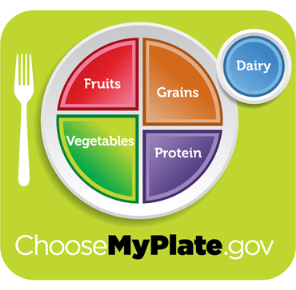 Fruits
Grains
Dairy
Vegetables
Protein
ChooseMyPlate.gov